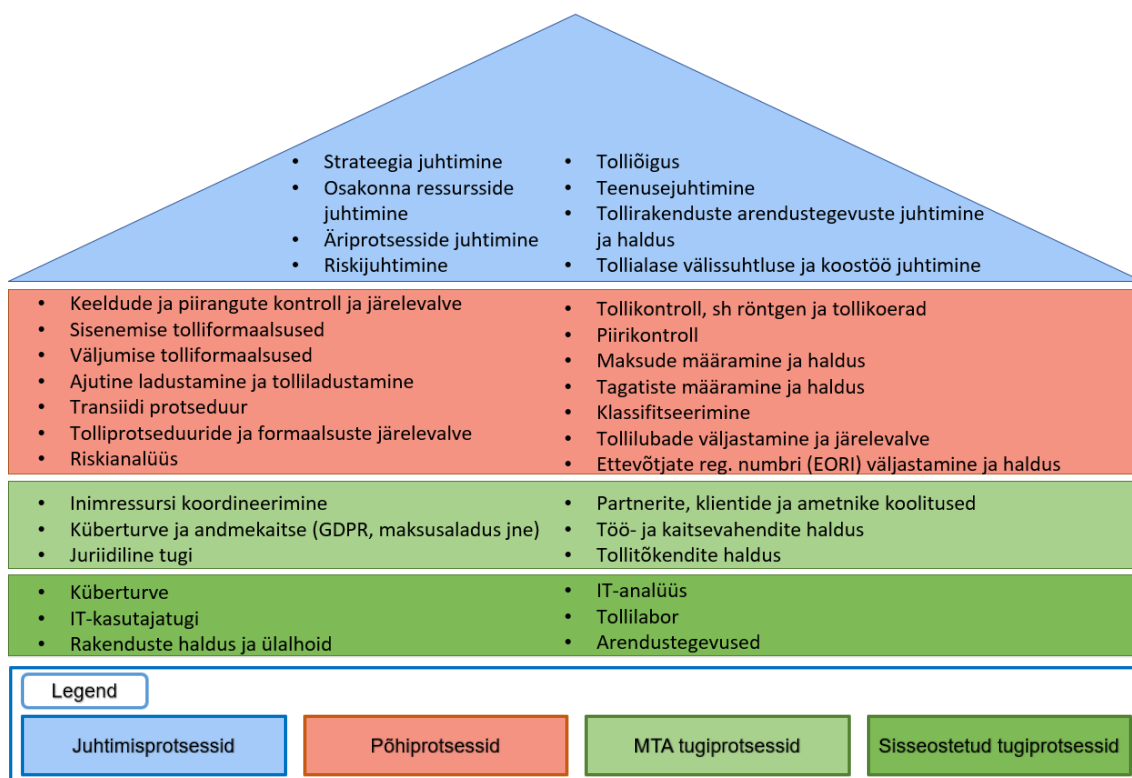 • Strateegia juhtimine
• Osakonna ressursside
juhtimine
• Äriprotsesside juhtimine
• Riskijuhtimine
• Tolliõigus
• Teenusejuhtimine
• Tollirakenduste arendustegevuste juhtimine
ja haldus
• Tollialase välissuhtluse ja koostöö juhtimine
• Keeldude ja piirangute kontroll ja järelevalve
• Sisenemise tolliformaalsused
• Väljumise tolliformaalsused
• Ajutine ladustamine ja tolliladustamine
• Transiidi protseduur
• Tolliprotseduuride ja formaalsuste järelevalve
• Riskianalüüs
• Tollikontroll, sh röntgen ja tollikoerad
• Piirikontroll
• Maksude määramine ja haldus
• Tagatiste määramine ja haldus
• Klassifitseerimine
• Tollilubade väljastamine ja järelevalve
• Ettevõtjate reg. numbri (EORI) väljastamine ja haldus
• Inimressursi koordineerimine
• Küberturve ja andmekaitse (GDPR, maksusaladus jne)
• Juriidiline tugi
• Partnerite, klientide ja ametnike koolitused
• Töö- ja kaitsevahendite haldus
• Tollitõkendite haldus
• Küberturve
• IT-kasutajatugi
• Rakenduste haldus ja ülalhoid
• IT-analüüs
• Tollilabor
• Arendustegevused
Legend
Juhtimisprotsessid
Põhiprotsessid
MTA tugiprotsessid
Sisseostetud tugiprotsessid